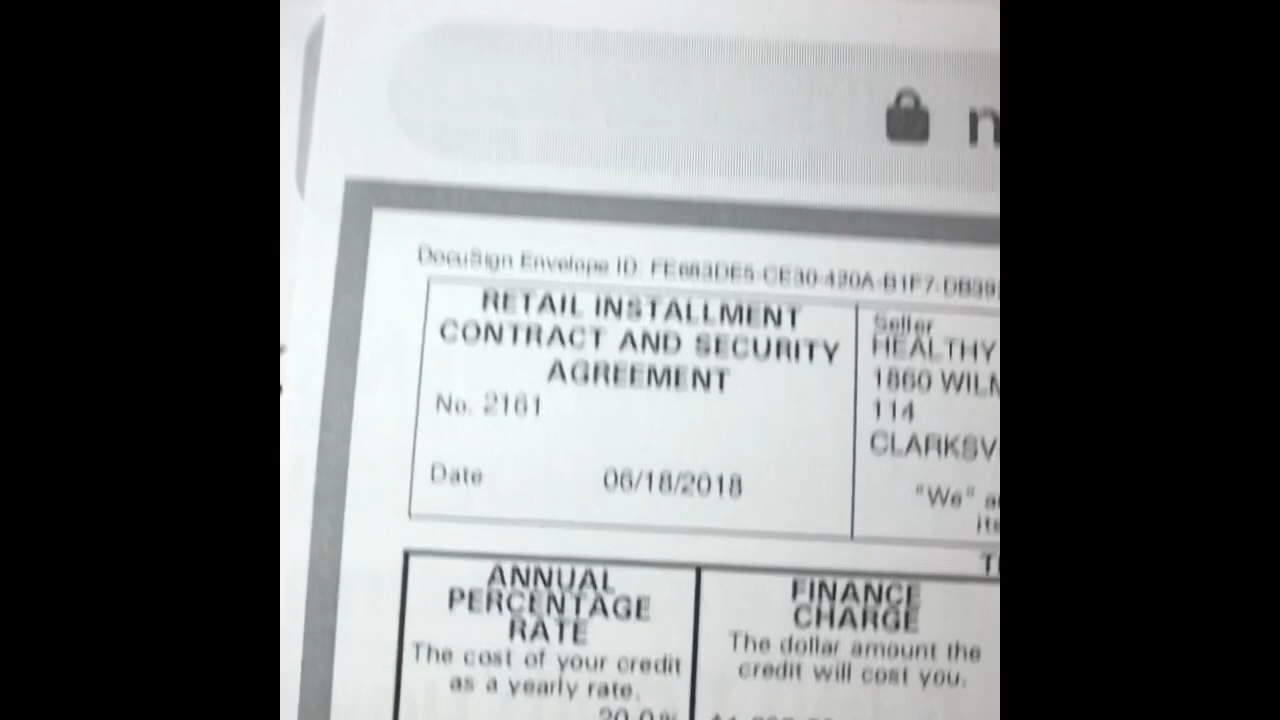 n
DocuSign Envelope ID: FE683DE5-CE30-420A-B1F7-DB39
RETAIL INSTALLMENT
CONTRACT AND SECURITY
AGREEMENT
No. 2161
Date 06/18/2018
Seller
HEALTHY
1860
114
CLARKSV
"We"
ANNUAL
PERCENTAGE
RATE
The cost of your credit
as a yearly rate.
FINANCE
CHARGE
The dollar amount the
credit will cost you.